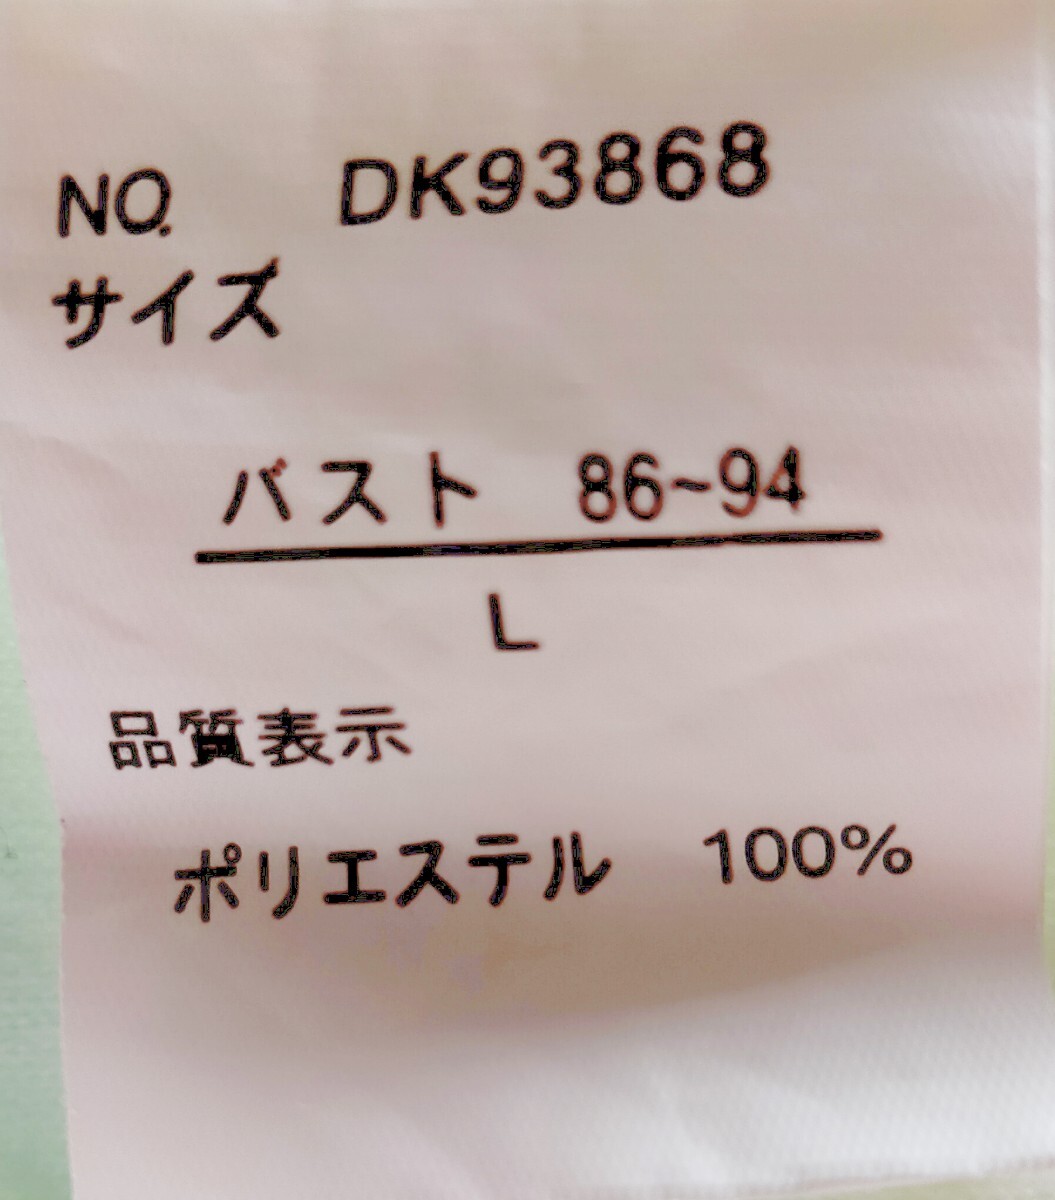 NO. DK93868
サイズ
バスト 86~94
L
品質表示
ポリエステル 100%